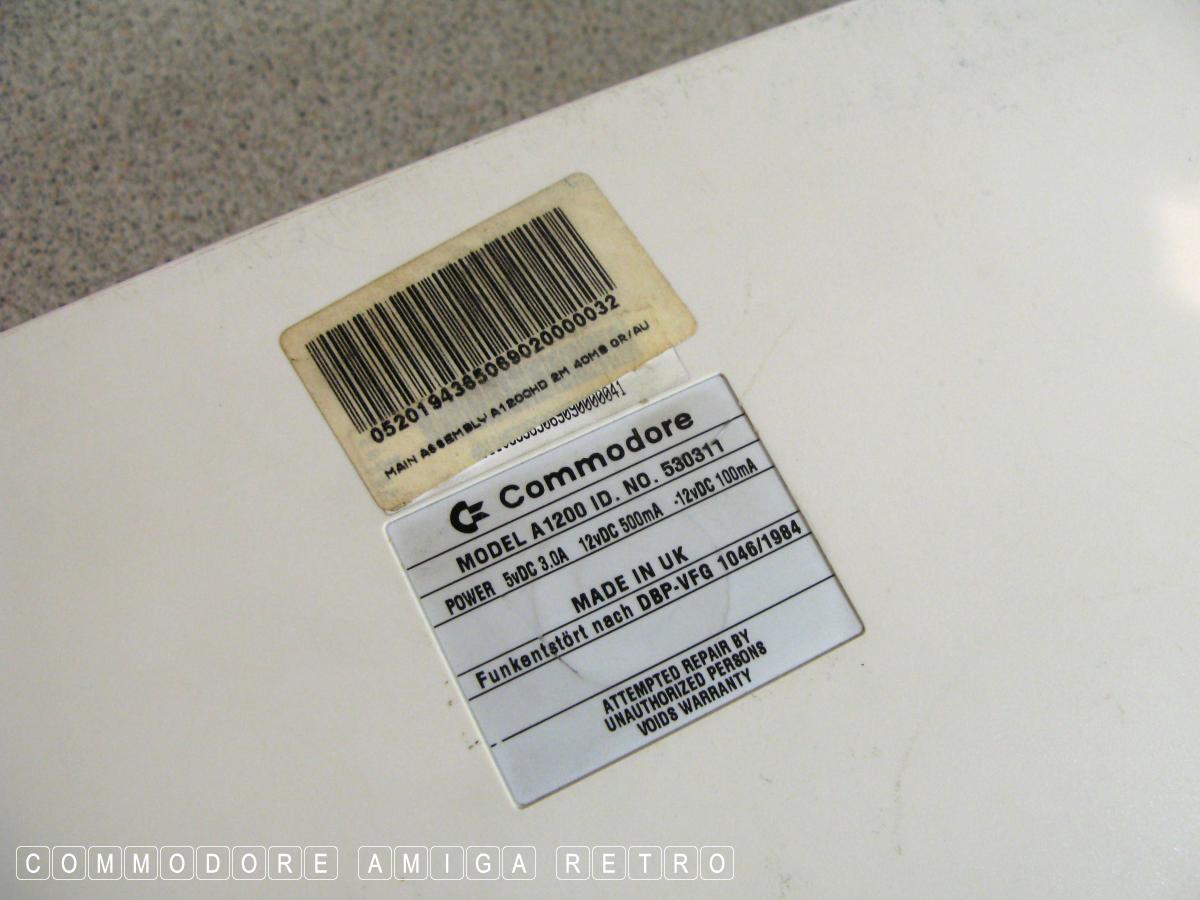 05201943650690200000032
MAIN ASSEMBLY A1200HD 2M 40MB GR/AU
Commodore
MODEL A1200 ID. NO. 530311
POWER 5vDC 3.0A 12vDC 500mA -12vDC 100mA
MADE IN UK
Funkentstört nach DBP-VFG 1046/1984
ATTEMPTED REPAIR BY
UNAUTHORIZED PERSONS
VOIDS WARRANTY
COMMODORE AMIGA RETRO